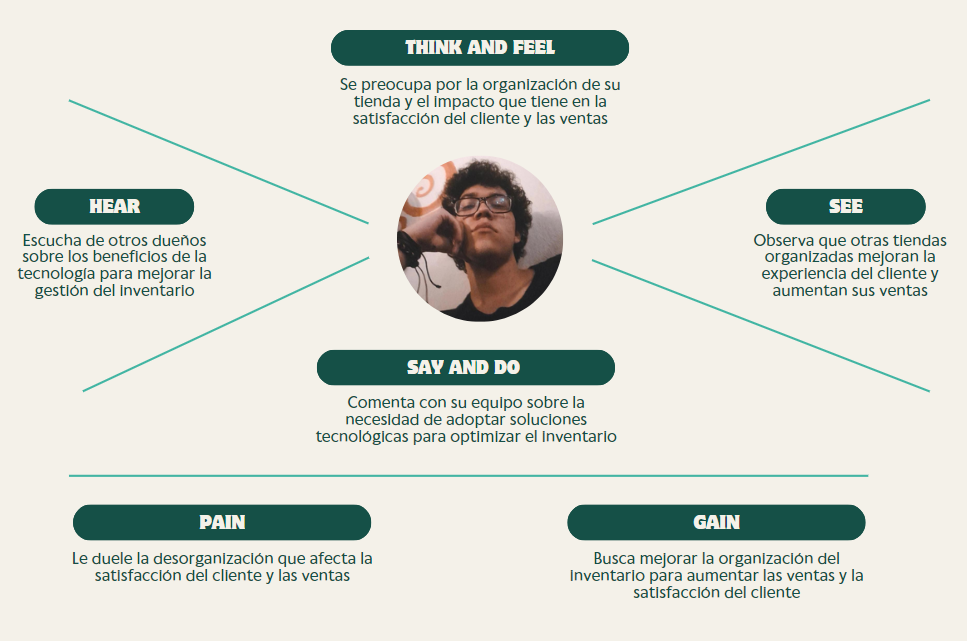 THINK AND FEEL
Se preocupa por la organización de su
tienda y el impacto que tiene en la
satisfacción del cliente y las ventas
HEAR
Escucha de otros dueños
sobre los beneficios de la
tecnología para mejorar la
gestión del inventario
SEE
Observa que otras tiendas
organizadas mejoran la
experiencia del cliente y
aumentan sus ventas
SAY AND DO
Comenta con su equipo sobre la
necesidad de adoptar soluciones
tecnológicas para optimizar el inventario
PAIN
Le duele la desorganización que afecta la
satisfacción del cliente y las ventas
GAIN
Busca mejorar la organización del
inventario para aumentar las ventas y la
satisfacción del cliente